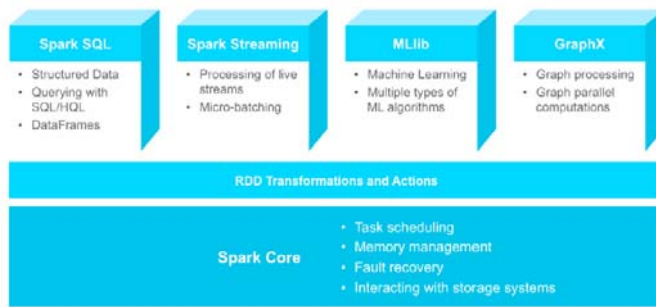 Spark SQL
• Structured Data
• Querying with
SQL/HQL
• DataFrames
Spark Streaming
• Processing of live
streams
• Micro-batching
MLlib
• Machine Learning
• Multiple types of
ML algorithms
GraphX
• Graph processing
• Graph parallel
computations
RDD Transformations and Actions
Spark Core
• Task scheduling
• Memory management
• Fault recovery
• Interacting with storage systems